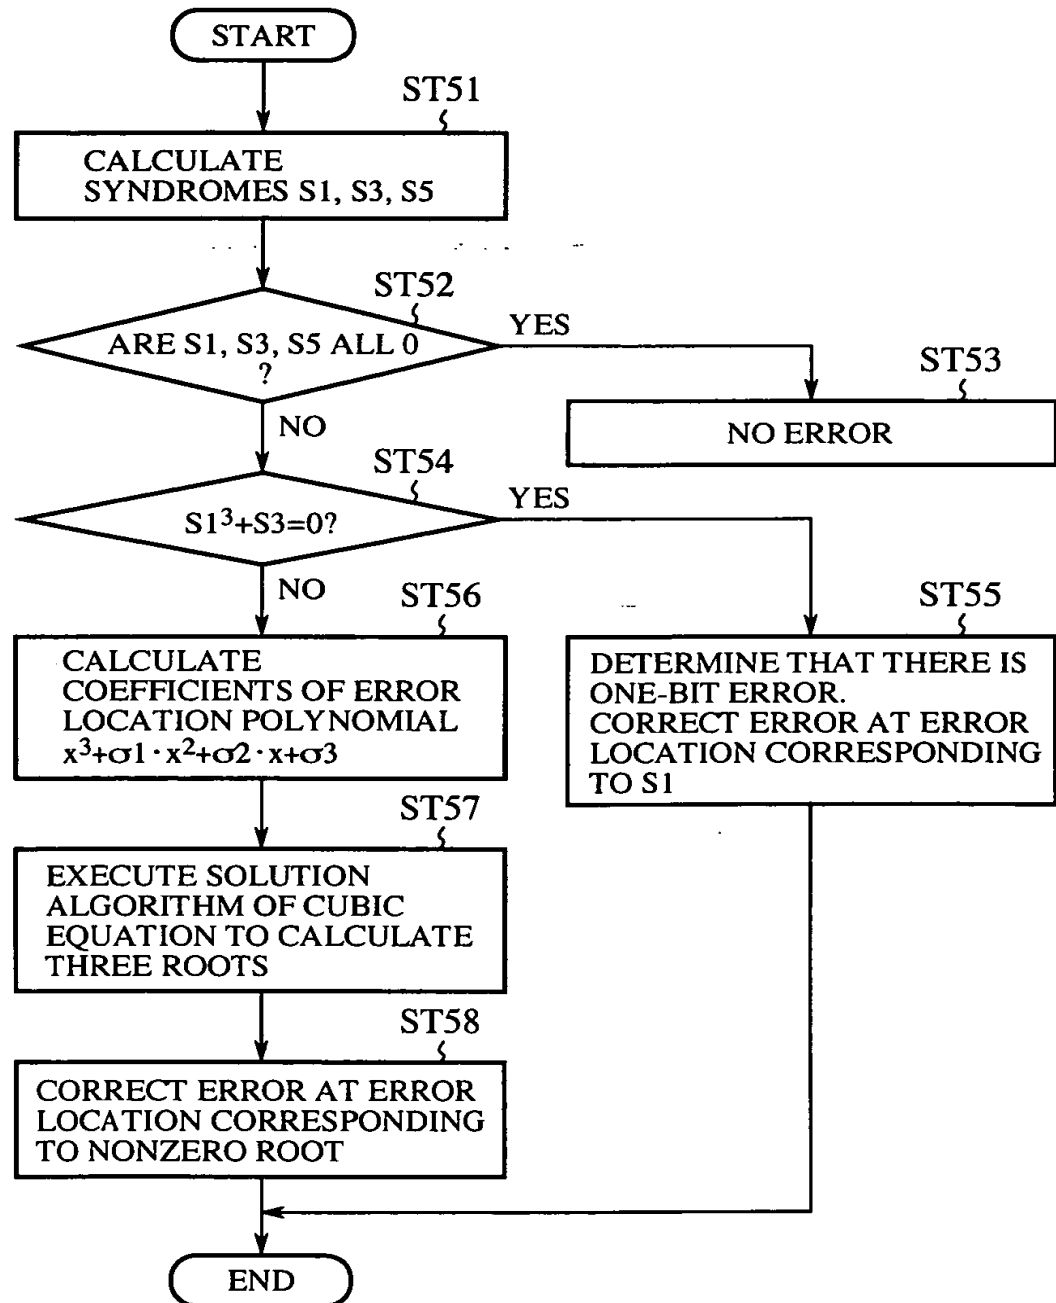 START
ST51
CALCULATE
SYNDROMES S1, S3, S5
ST52
ARE S1, S3, S5 ALL 0
?
YES
NO
ST53
NO ERROR
ST54
S1³+S3=0?
YES
NO
ST56
CALCULATE
COEFFICIENTS OF ERROR
LOCATION POLYNOMIAL
x³+σ1·x²+σ2·x+σ3
ST55
DETERMINE THAT THERE IS
ONE-BIT ERROR.
CORRECT ERROR AT ERROR
LOCATION CORRESPONDING
TO S1
ST57
EXECUTE SOLUTION
ALGORITHM OF CUBIC
EQUATION TO CALCULATE
THREE ROOTS
ST58
CORRECT ERROR AT ERROR
LOCATION CORRESPONDING
TO NONZERO ROOT
END